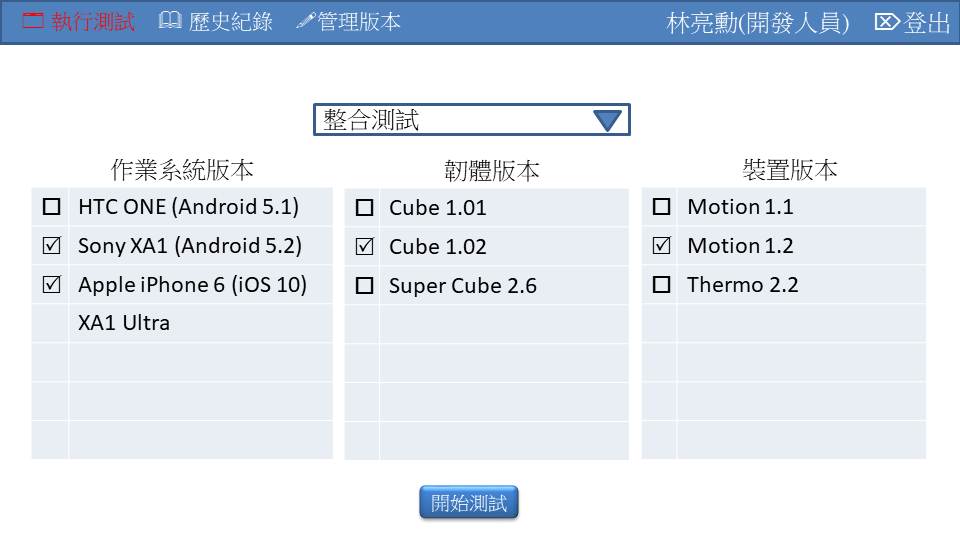 執行測試 歷史紀錄 管理版本 林亮勳(開發人員) 登出
整合測試
作業系統版本
HTC ONE (Android 5.1)
Sony XA1 (Android 5.2)
Apple iPhone 6 (iOS 10)
XA1 Ultra
韌體版本
Cube 1.01
Cube 1.02
Super Cube 2.6
裝置版本
Motion 1.1
Motion 1.2
Thermo 2.2
開始測試